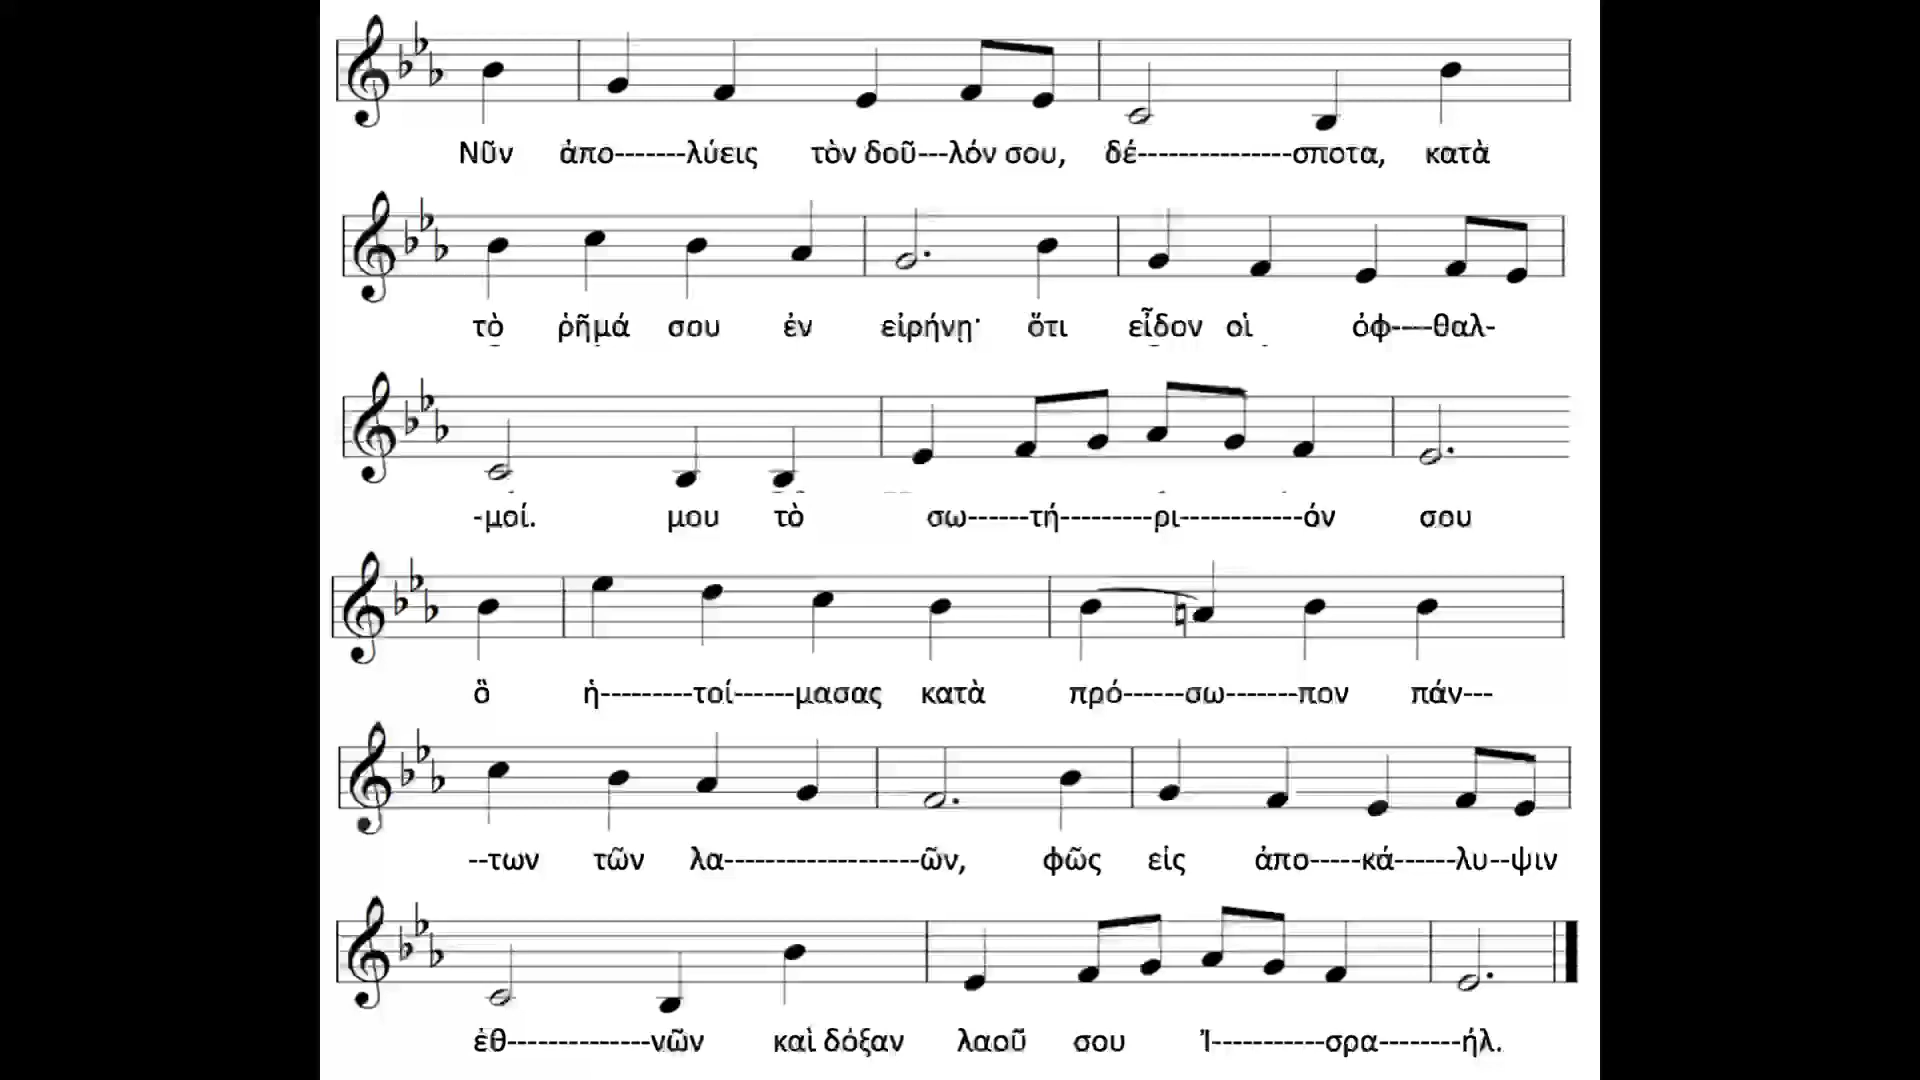 Νῦν ἀπο-------λύεις τὸν δοῦ---λόν σου, δέ---------------σποτα, κατὰ
τὸ ῥῆμά σου ἐν εἰρήνῃ· ὅτι εἶδον οἱ ὀφ----θαλ-
-μοί. μου τὸ σω------τή---------ρι------------όν σου
ὃ ἡ---------τοί------μασας κατὰ πρό------σω-------πον πάν---
--των τῶν λα-------------------ῶν, φῶς εἰς ἀπο-----κά------λυ--ψιν
ἐθ--------------νῶν καὶ δόξαν λαοῦ σου Ἰ-----------σρα--------ήλ.